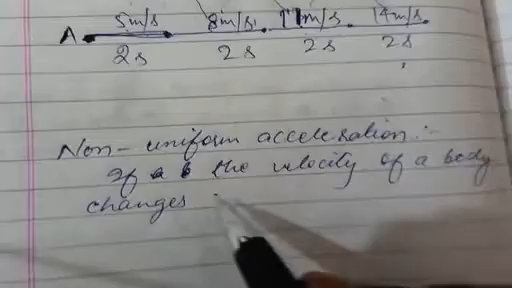 5m/s 8m/s 11m/s 14m/s
A
2s 2s 2s 2s
Non-uniform acceleration :-
If the velocity of a body
changes